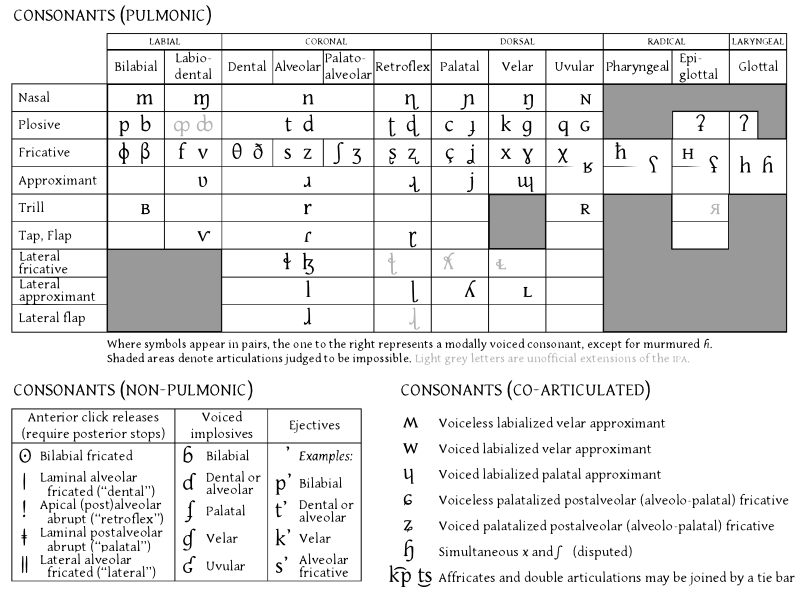 CONSONANTS (PULMONIC)
LABIAL CORONAL DORSAL RADICAL LARYNGEAL
Bilabial Labio-dental Dental Alveolar Palato-alveolar Retroflex Palatal Velar Uvular Pharyngeal Epi-glottal Glottal
Nasal m ɱ n ɳ ɲ ŋ ɴ
Plosive p b ȹ ȸ t d ʈ ɖ c ɟ k ɡ q ɢ ʡ ʔ
Fricative ɸ β f v θ ð s z ʃ ʒ ʂ ʐ ç ʝ x ɣ χ ʁ ħ ʕ ʜ ʢ h ɦ
Approximant ʋ ɹ ɻ j ɰ
Trill ʙ r ʀ ᴙ
Tap, Flap ⱱ ɾ ɽ
Lateral
fricative ɬ ɮ
Lateral
approximant l ɭ ʎ ʟ
Lateral flap ɺ
Where symbols appear in pairs, the one to the right represents a modally voiced consonant, except for murmured ɦ.
Shaded areas denote articulations judged to be impossible. Light grey letters are unofficial extensions of the IPA.
CONSONANTS (NON-PULMONIC)
Anterior click releases
(require posterior stops)
Voiced
implosives
Ejectives
ʘ Bilabial fricated
ɓ Bilabial
ʼ Examples:
ǀ Laminal alveolar
fricated (“dental”)
ɗ Dental or
alveolar
pʼ Bilabial
ǃ Apical (post)alveolar
abrupt (“retroflex”)
ʄ Palatal
tʼ Dental or
alveolar
ǂ Laminal postalveolar
abrupt (“palatal”)
ɠ Velar
kʼ Velar
ǁ Lateral alveolar
fricated (“lateral”)
ʛ Uvular
sʼ Alveolar
fricative
CONSONANTS (CO-ARTICULATED)
ʍ Voiceless labialized velar approximant
w Voiced labialized velar approximant
ɥ Voiced labialized palatal approximant
ɕ Voiceless palatalized postalveolar (alveolo-palatal) fricative
ʑ Voiced palatalized postalveolar (alveolo-palatal) fricative
ɧ Simultaneous x and ʃ (disputed)
k͡p t͜s Affricates and double articulations may be joined by a tie bar